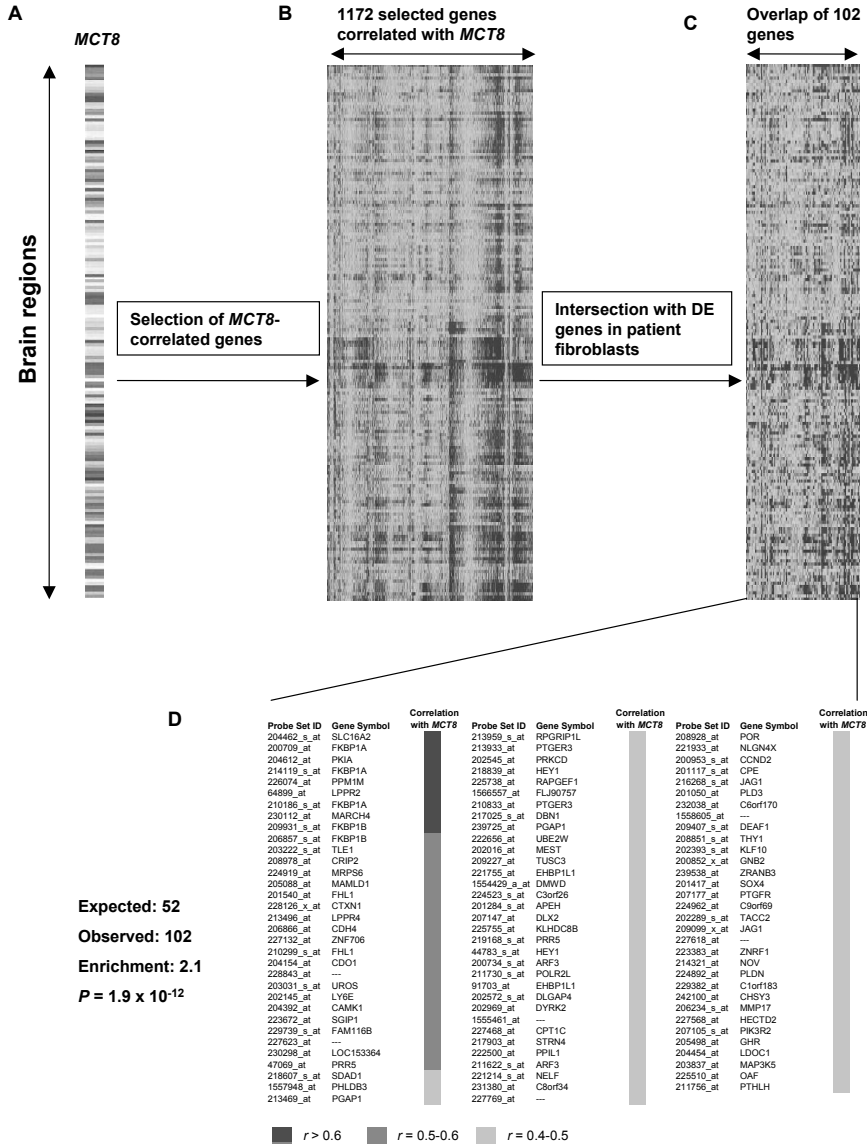 A
MCT8
Brain regions
Selection of MCT8-
correlated genes
B
1172 selected genes
correlated with MCT8
Intersection with DE
genes in patient
fibroblasts
C
Overlap of 102
genes
D
Expected: 52
Observed: 102
Enrichment: 2.1
P = 1.9 x 10-12
Probe Set ID Gene Symbol Correlation with MCT8
204462_s_at SLC16A2
200709_at FKBP1A
204612_at PKIA
214119_s_at FKBP1A
226074_at PPM1M
64899_at LPPR2
210186_s_at FKBP1A
230112_at MARCH4
209931_s_at FKBP1B
206857_s_at FKBP1B
203222_s_at TLE1
208978_at CRIP2
224919_at MRPS6
205088_at MAMLD1
201540_at FHL1
228126_x_at CTXN1
213496_at LPPR4
206866_at CDH4
227132_at ZNF706
210299_s_at FHL1
204154_at CDO1
228843_at ---
203031_s_at UROS
202145_at LY6E
204392_at CAMK1
223672_at SGIP1
229739_s_at FAM116B
227623_at ---
230298_at LOC153364
47069_at PRR5
218607_s_at SDAD1
1557948_at PHLDB3
213469_at PGAP1
Probe Set ID Gene Symbol Correlation with MCT8
213959_s_at RPGRIP1L
213933_at PTGER3
202545_at PRKCD
218839_at HEY1
225738_at RAPGEF1
1566557_at FLJ90757
210833_at PTGER3
217025_s_at DBN1
239725_at PGAP1
222656_at UBE2W
202016_at MEST
209227_at TUSC3
221755_at EHBP1L1
1554429_a_at DMWD
224523_s_at C3orf26
201284_s_at APEH
207147_at DLX2
225755_at KLHDC8B
219168_s_at PRR5
44783_s_at HEY1
200734_s_at ARF3
211730_s_at POLR2L
91703_at EHBP1L1
202572_s_at DLGAP4
202969_at DYRK2
1555461_at ---
227468_at CPT1C
217903_at STRN4
222500_at PPIL1
211622_s_at ARF3
221214_s_at NELF
231380_at C8orf34
227769_at ---
Probe Set ID Gene Symbol Correlation with MCT8
208928_at POR
221933_at NLGN4X
200953_s_at CCND2
201117_s_at CPE
216268_s_at JAG1
201050_at PLD3
232038_at C6orf170
1558605_at ---
209407_s_at DEAF1
208851_s_at THY1
202393_s_at KLF10
200852_x_at GNB2
239538_at ZRANB3
201417_at SOX4
207177_at PTGFR
224962_at C9orf69
202289_s_at TACC2
209099_x_at JAG1
227618_at ---
223383_at ZNRF1
214321_at NOV
224892_at PLDN
229382_at C1orf183
242100_at CHSY3
206234_s_at MMP17
227568_at HECTD2
207105_s_at PIK3R2
205498_at GHR
204454_at LDOC1
203837_at MAP3K5
225510_at OAF
211756_at PTHLH
r > 0.6 r = 0.5-0.6 r = 0.4-0.5